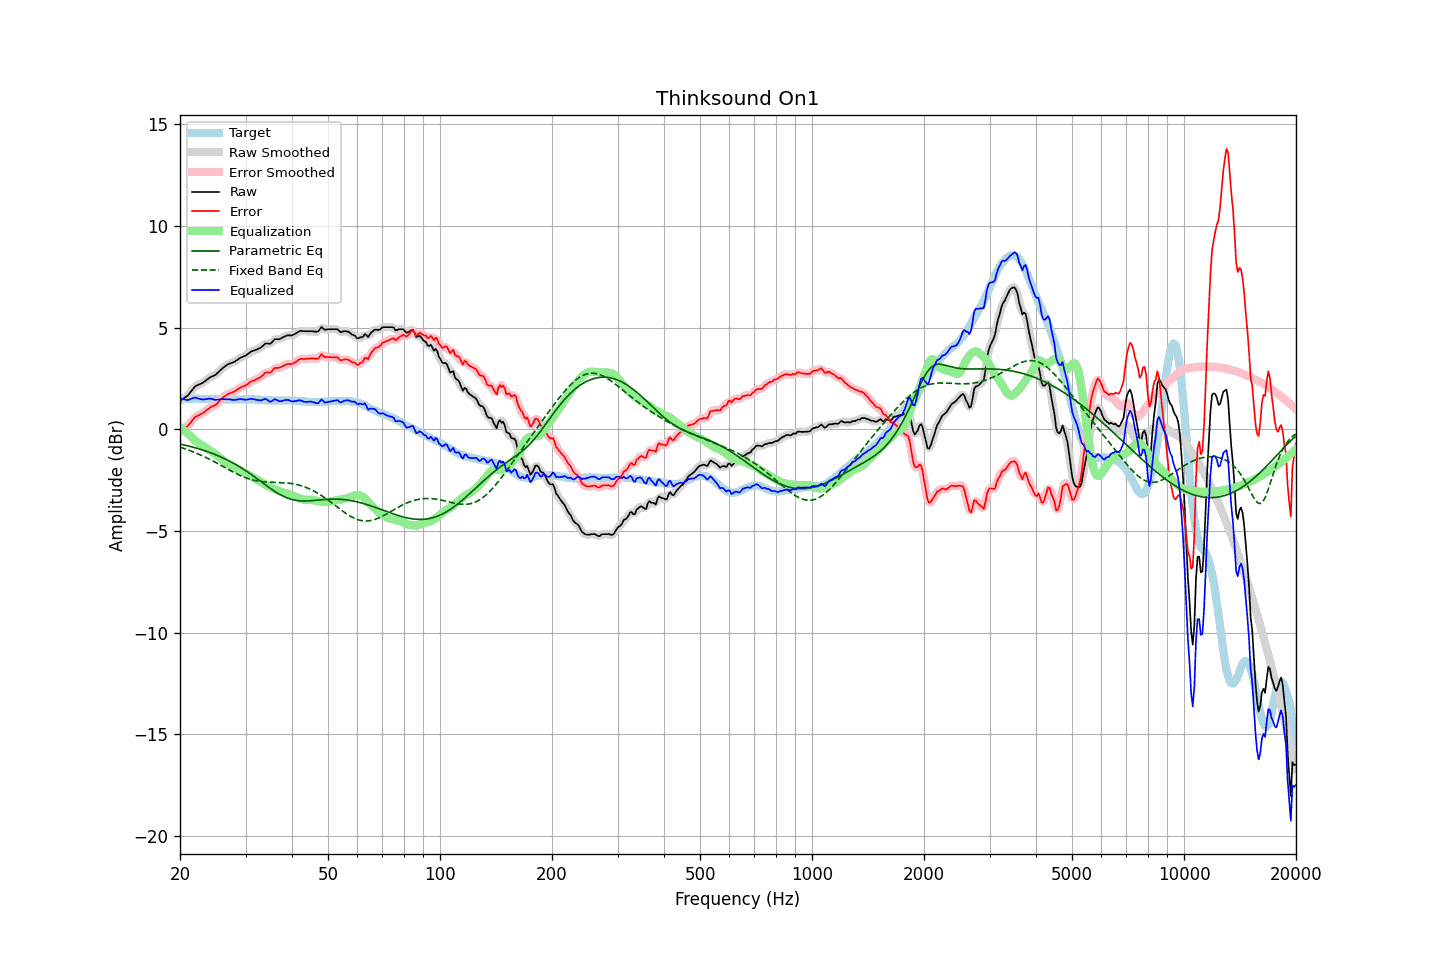 Thinksound On1
Target
Raw Smoothed
Error Smoothed
Raw
Error
Equalization
Parametric Eq
Fixed Band Eq
Equalized
15
10
5
0
−5
−10
−15
−20
Amplitude (dBr)
20
50
100
200
500
1000
2000
5000
10000
20000
Frequency (Hz)